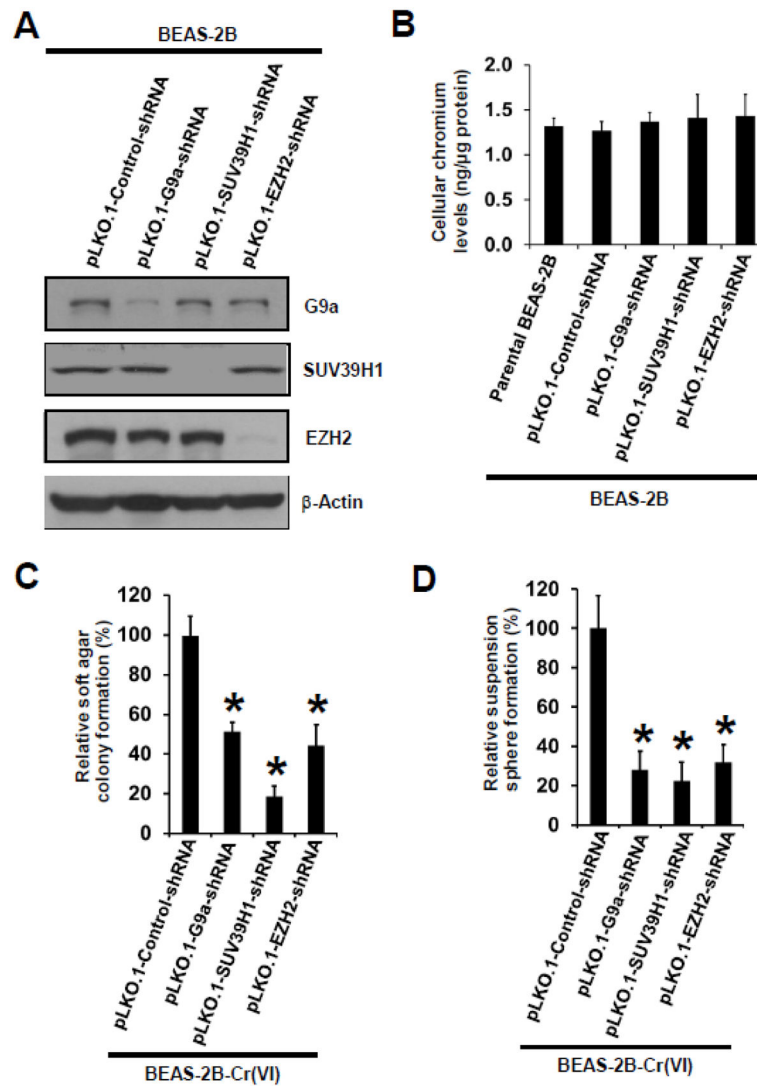 A
BEAS-2B
pLKO.1-Control-shRNA
pLKO.1-G9a-shRNA
pLKO.1-SUV39H1-shRNA
pLKO.1-EZH2-shRNA
G9a
SUV39H1
EZH2
β-Actin
B
Cellular chromium
levels (ng/µg protein)
2.0
1.5
1.0
0.5
0.0
Parental BEAS-2B
pLKO.1-Control-shRNA
pLKO.1-G9a-shRNA
pLKO.1-SUV39H1-shRNA
pLKO.1-EZH2-shRNA
BEAS-2B
C
Relative soft agar
colony formation (%)
120
100
80
60
40
20
0
*
*
*
pLKO.1-Control-shRNA
pLKO.1-G9a-shRNA
pLKO.1-SUV39H1-shRNA
pLKO.1-EZH2-shRNA
BEAS-2B-Cr(VI)
D
Relative suspension
sphere formation (%)
120
100
80
60
40
20
0
*
*
*
pLKO.1-Control-shRNA
pLKO.1-G9a-shRNA
pLKO.1-SUV39H1-shRNA
pLKO.1-EZH2-shRNA
BEAS-2B-Cr(VI)